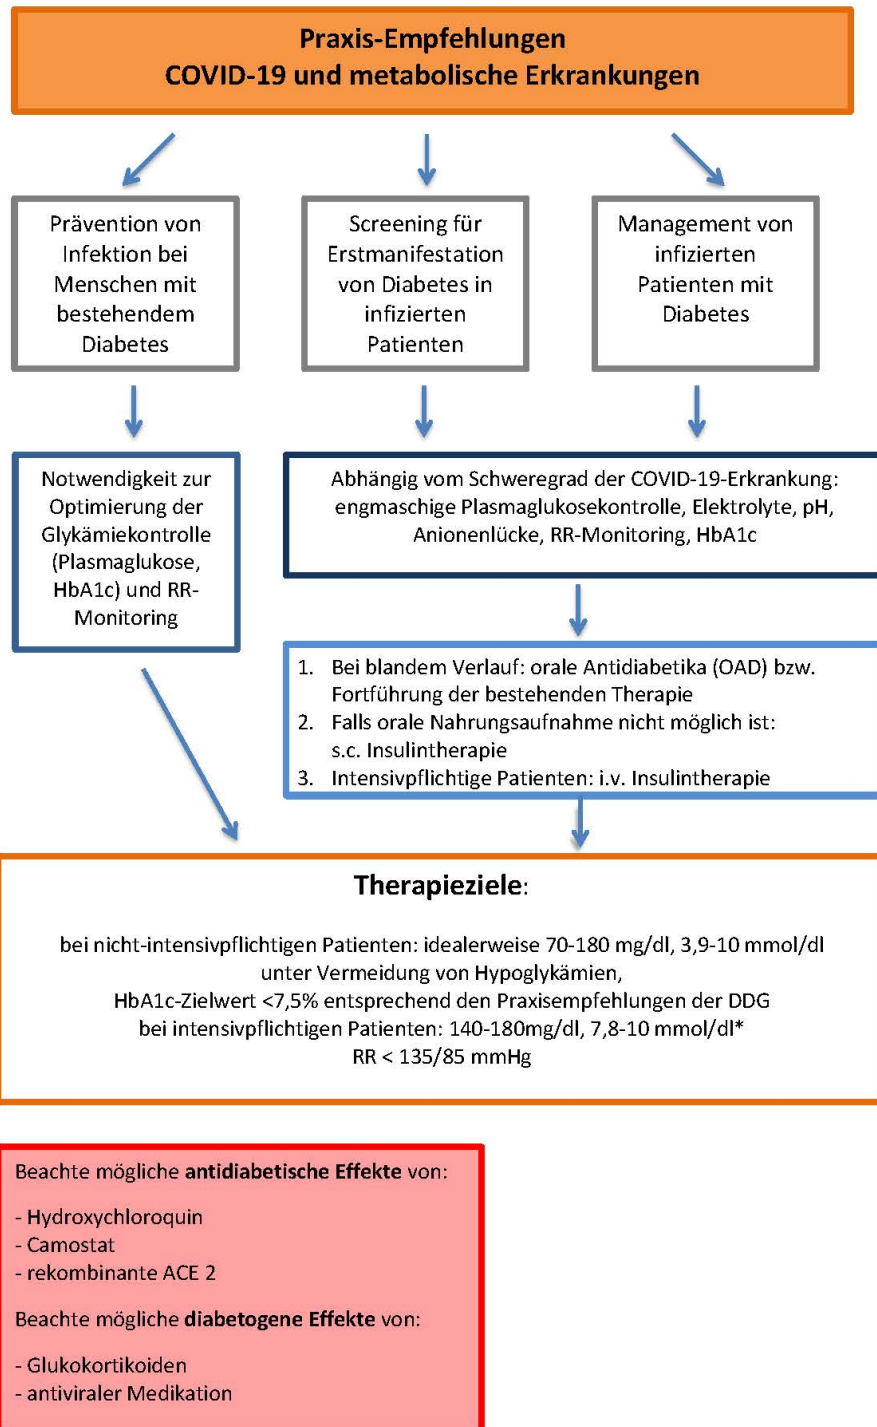 Praxis-Empfehlungen
COVID-19 und metabolische Erkrankungen
Prävention von
Infektion bei
Menschen mit
bestehendem
Diabetes
Screening für
Erstmanifestation
von Diabetes in
infizierten
Patienten
Management von
infizierten
Patienten mit
Diabetes
Notwendigkeit zur
Optimierung der
Glykämiekontrolle
(Plasmaglukose,
HbA1c) und RR-
Monitoring
Abhängig vom Schweregrad der COVID-19-Erkrankung:
engmaschige Plasmaglukosekontrolle, Elektrolyte, pH,
Anionenlücke, RR-Monitoring, HbA1c
1. Bei blandem Verlauf: orale Antidiabetika (OAD) bzw.
Fortführung der bestehenden Therapie
2. Falls orale Nahrungsaufnahme nicht möglich ist:
s.c. Insulintherapie
3. Intensivpflichtige Patienten: i.v. Insulintherapie
Therapieziele:
bei nicht-intensivpflichtigen Patienten: idealerweise 70-180 mg/dl, 3,9-10 mmol/dl
unter Vermeidung von Hypoglykämien,
HbA1c-Zielwert <7,5% entsprechend den Praxisempfehlungen der DDG
bei intensivpflichtigen Patienten: 140-180mg/dl, 7,8-10 mmol/dl*
RR < 135/85 mmHg
Beachte mögliche antidiabetische Effekte von:
- Hydroxychloroquin
- Camostat
- rekombinante ACE 2
Beachte mögliche diabetogene Effekte von:
- Glukokortikoiden
- antiviraler Medikation